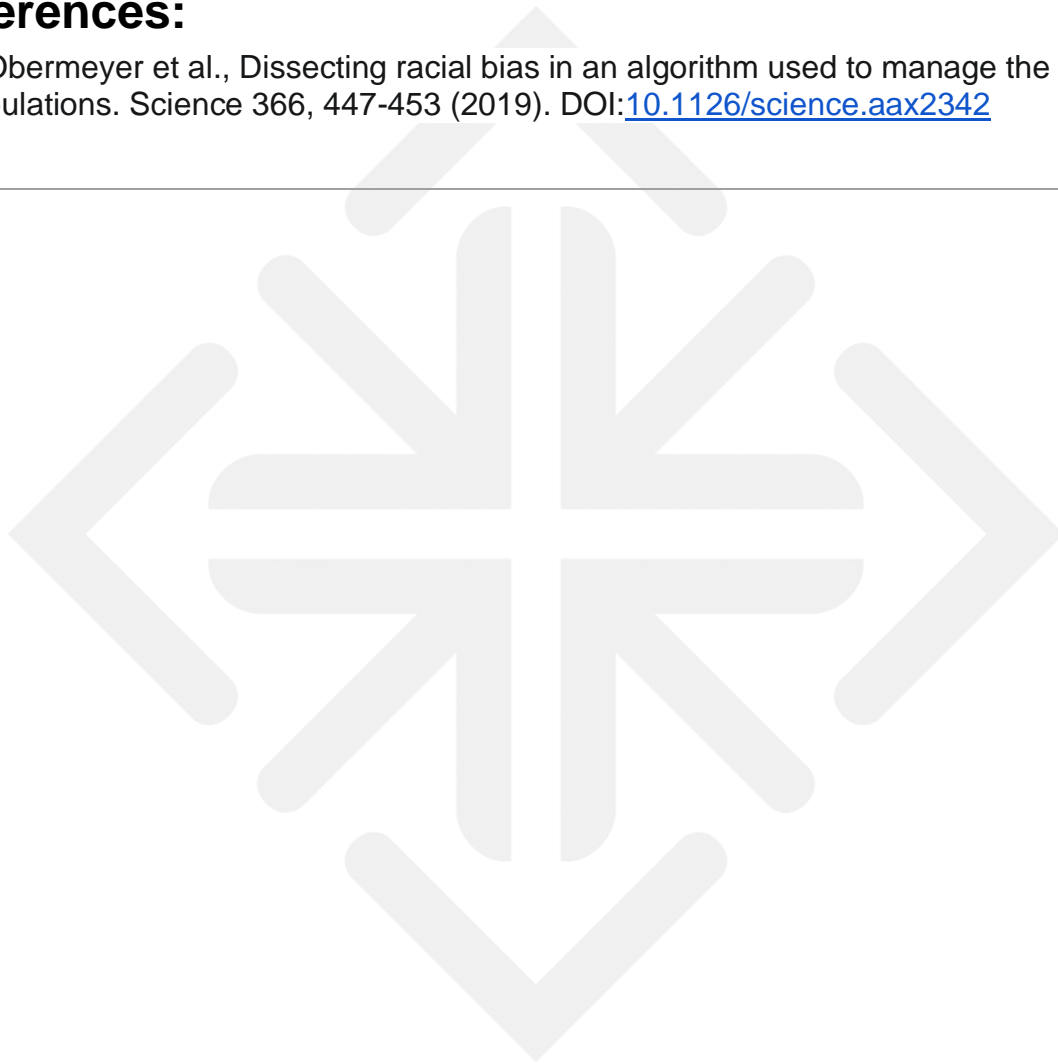 erences:
Obermeyer et al., Dissecting racial bias in an algorithm used to manage the
ulations. Science 366, 447-453 (2019). DOI:10.1126/science.aax2342